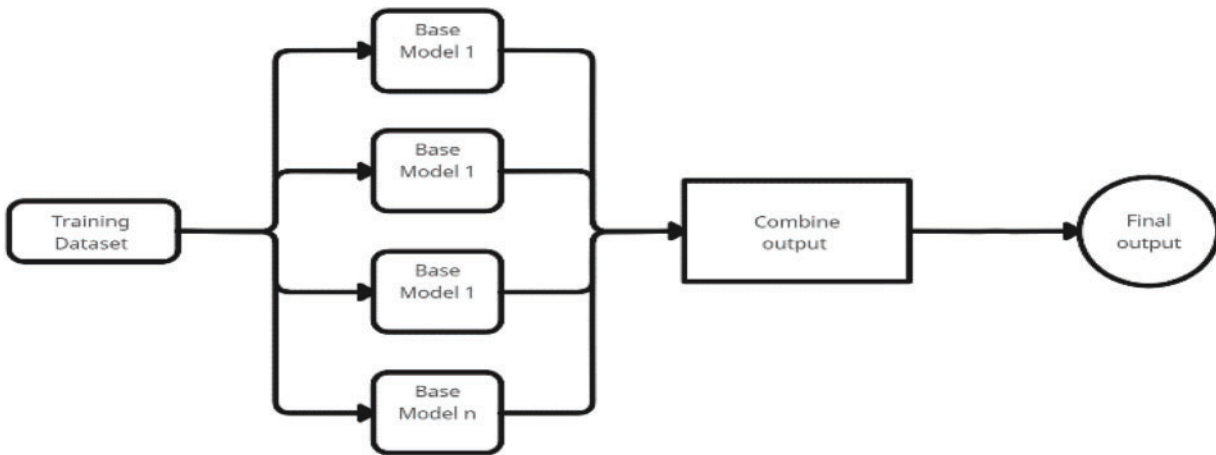 Training
Dataset
Base
Model 1
Base
Model 1
Base
Model 1
Base
Model n
Combine
output
Final
output